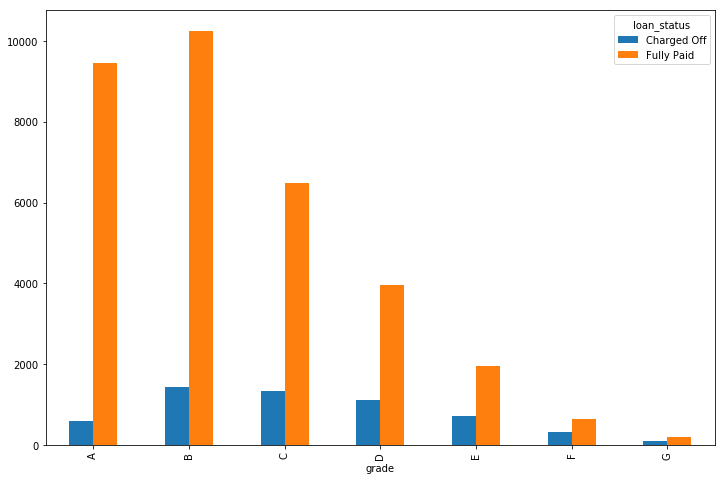 loan_status
Charged Off
Fully Paid
10000
8000
6000
4000
2000
0
A
B
C
D
E
F
G
grade